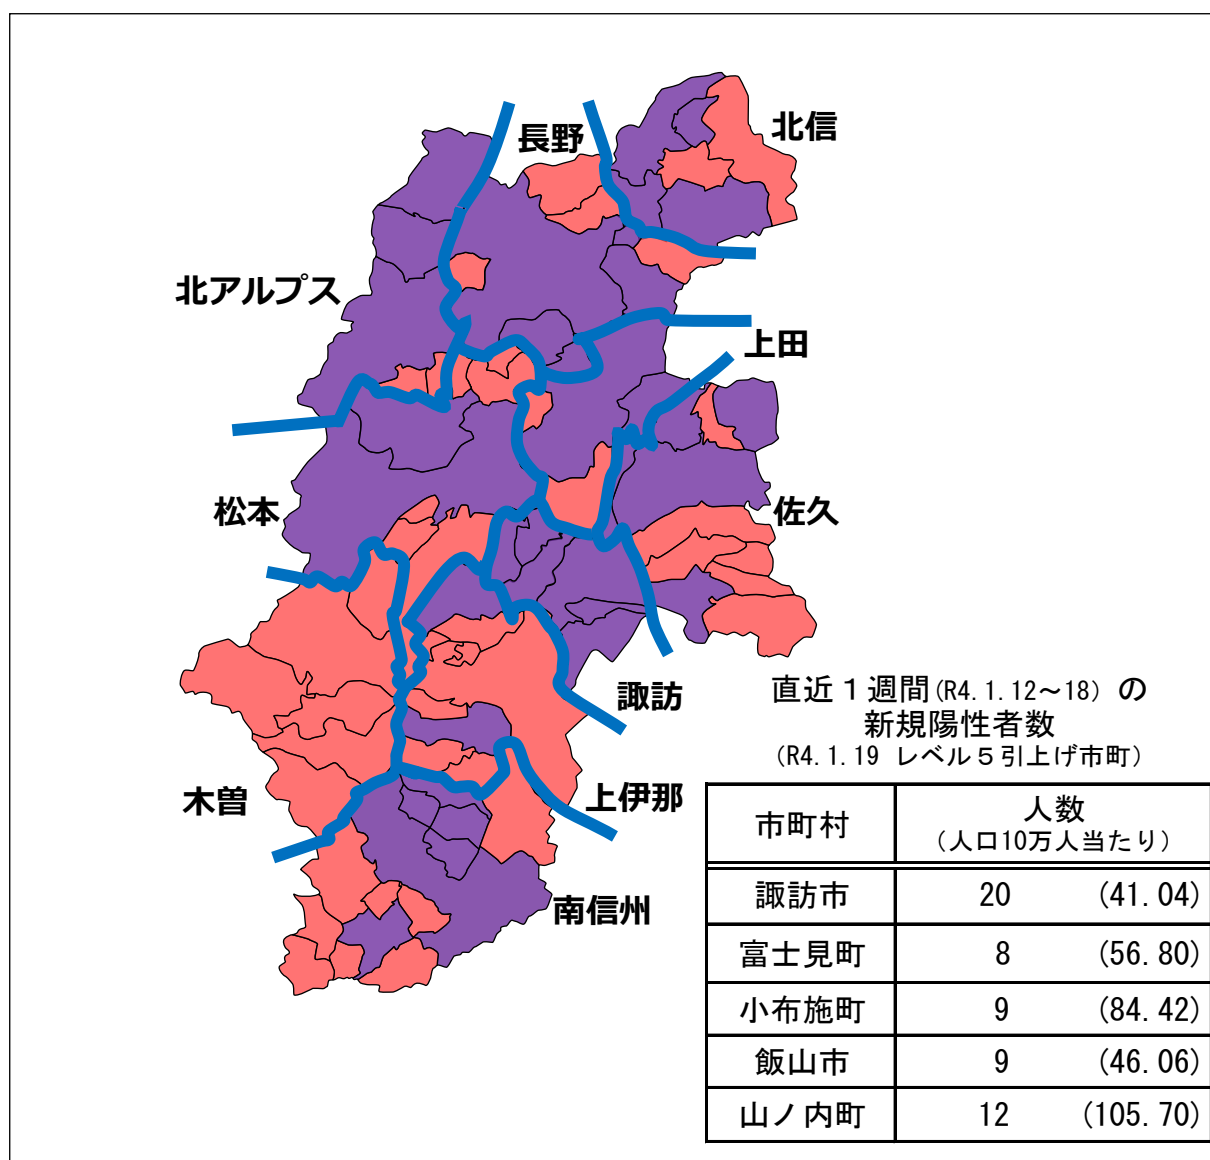 長野
北信
北アルプス
上田
松本
佐久
諏訪
木曽
上伊那
南信州
直近１週間(R4.1.12～18) の
新規陽性者数
(R4.1.19 レベル５引上げ市町)
市町村 人数
(人口10万人当たり)
諏訪市 20 (41.04)
富士見町 8 (56.80)
小布施町 9 (84.42)
飯山市 9 (46.06)
山ノ内町 12 (105.70)